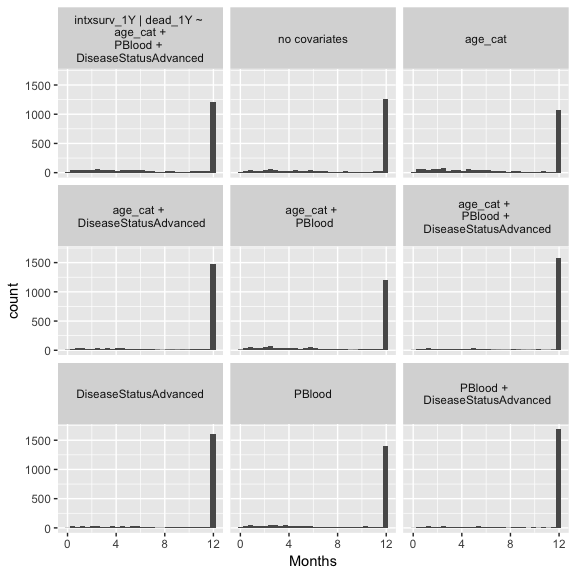 intxsurv_1Y | dead_1Y ~
age_cat +
PBlood +
DiseaseStatusAdvanced
no covariates
age_cat
1500
1000
500
0
age_cat +
DiseaseStatusAdvanced
age_cat +
PBlood
age_cat +
PBlood +
DiseaseStatusAdvanced
1500
1000
500
0
count
DiseaseStatusAdvanced
PBlood
PBlood +
DiseaseStatusAdvanced
1500
1000
500
0
0 4 8 12 0 4 8 12 0 4 8 12
Months